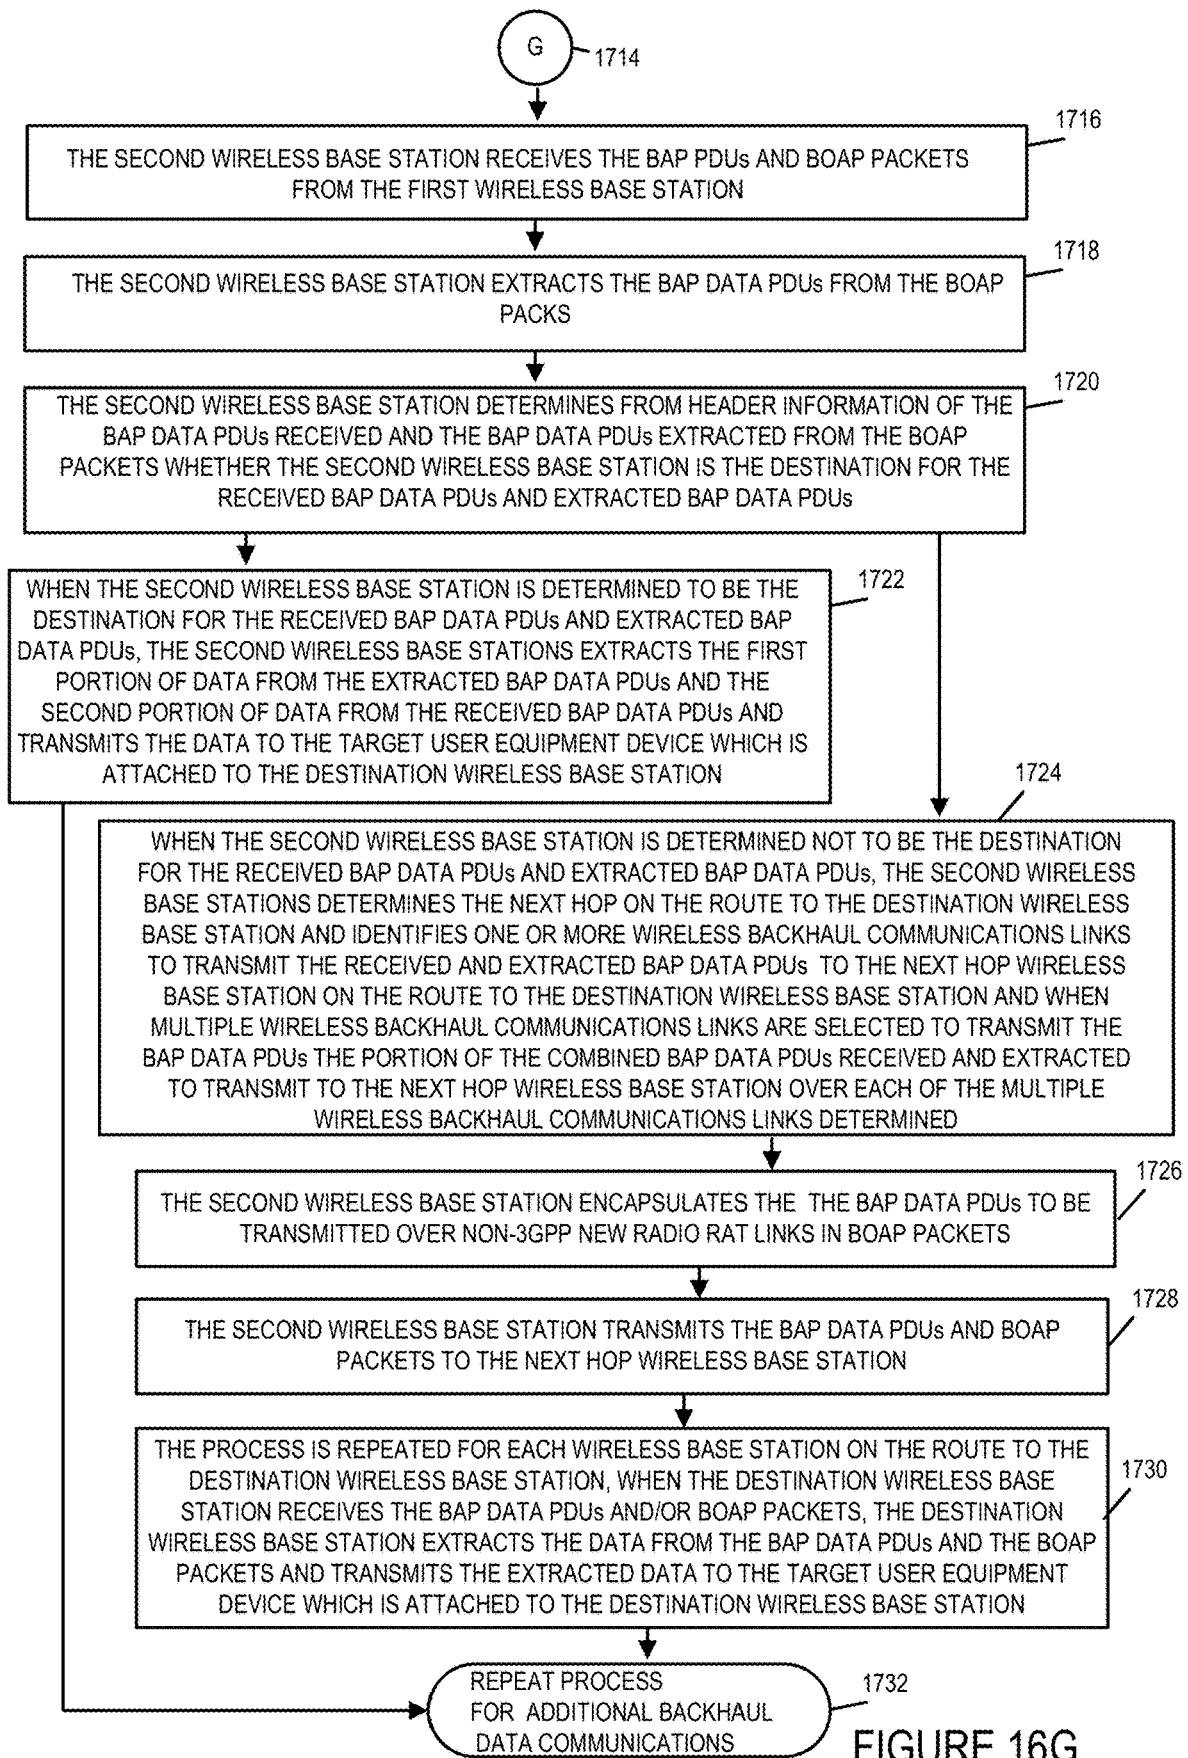 G
1714
1716
THE SECOND WIRELESS BASE STATION RECEIVES THE BAP PDUs AND BOAP PACKETS
FROM THE FIRST WIRELESS BASE STATION
1718
THE SECOND WIRELESS BASE STATION EXTRACTS THE BAP DATA PDUs FROM THE BOAP
PACKS
1720
THE SECOND WIRELESS BASE STATION DETERMINES FROM HEADER INFORMATION OF THE
BAP DATA PDUs RECEIVED AND THE BAP DATA PDUs EXTRACTED FROM THE BOAP
PACKETS WHETHER THE SECOND WIRELESS BASE STATION IS THE DESTINATION FOR THE
RECEIVED BAP DATA PDUs AND EXTRACTED BAP DATA PDUs
1722
WHEN THE SECOND WIRELESS BASE STATION IS DETERMINED TO BE THE
DESTINATION FOR THE RECEIVED BAP DATA PDUs AND EXTRACTED BAP
DATA PDUs, THE SECOND WIRELESS BASE STATIONS EXTRACTS THE FIRST
PORTION OF DATA FROM THE EXTRACTED BAP DATA PDUs AND THE
SECOND PORTION OF DATA FROM THE RECEIVED BAP DATA PDUs AND
TRANSMITS THE DATA TO THE TARGET USER EQUIPMENT DEVICE WHICH IS
ATTACHED TO THE DESTINATION WIRELESS BASE STATION
1724
WHEN THE SECOND WIRELESS BASE STATION IS DETERMINED NOT TO BE THE DESTINATION
FOR THE RECEIVED BAP DATA PDUs AND EXTRACTED BAP DATA PDUs, THE SECOND WIRELESS
BASE STATIONS DETERMINES THE NEXT HOP ON THE ROUTE TO THE DESTINATION WIRELESS
BASE STATION AND IDENTIFIES ONE OR MORE WIRELESS BACKHAUL COMMUNICATIONS LINKS
TO TRANSMIT THE RECEIVED AND EXTRACTED BAP DATA PDUs TO THE NEXT HOP WIRELESS
BASE STATION ON THE ROUTE TO THE DESTINATION WIRELESS BASE STATION AND WHEN
MULTIPLE WIRELESS BACKHAUL COMMUNICATIONS LINKS ARE SELECTED TO TRANSMIT THE
BAP DATA PDUs THE PORTION OF THE COMBINED BAP DATA PDUs RECEIVED AND EXTRACTED
TO TRANSMIT TO THE NEXT HOP WIRELESS BASE STATION OVER EACH OF THE MULTIPLE
WIRELESS BACKHAUL COMMUNICATIONS LINKS DETERMINED
1726
THE SECOND WIRELESS BASE STATION ENCAPSULATES THE THE BAP DATA PDUs TO BE
TRANSMITTED OVER NON-3GPP NEW RADIO RAT LINKS IN BOAP PACKETS
1728
THE SECOND WIRELESS BASE STATION TRANSMITS THE BAP DATA PDUs AND BOAP
PACKETS TO THE NEXT HOP WIRELESS BASE STATION
1730
THE PROCESS IS REPEATED FOR EACH WIRELESS BASE STATION ON THE ROUTE TO THE
DESTINATION WIRELESS BASE STATION, WHEN THE DESTINATION WIRELESS BASE
STATION RECEIVES THE BAP DATA PDUs AND/OR BOAP PACKETS, THE DESTINATION
WIRELESS BASE STATION EXTRACTS THE DATA FROM THE BAP DATA PDUs AND THE BOAP
PACKETS AND TRANSMITS THE EXTRACTED DATA TO THE TARGET USER EQUIPMENT
DEVICE WHICH IS ATTACHED TO THE DESTINATION WIRELESS BASE STATION
1732
REPEAT PROCESS
FOR ADDITIONAL BACKHAUL
DATA COMMUNICATIONS
FIGURE 16G